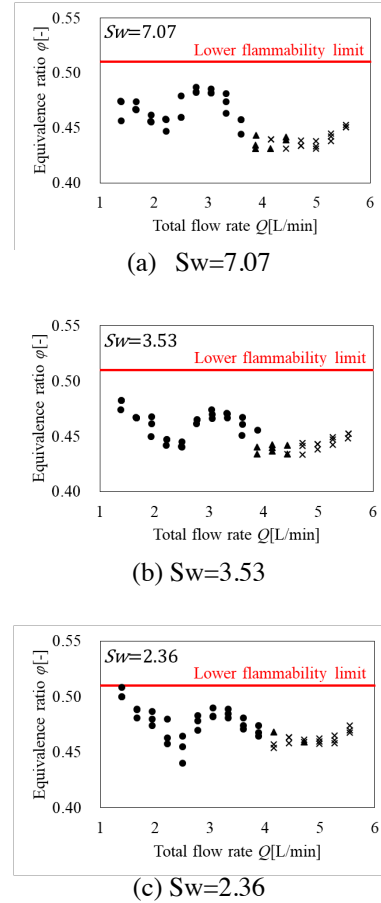 0.55
Sw=7.07
Lower flammability limit
0.50
0.45
0.40
Equivalence ratio φ[-]
1 2 3 4 5 6
Total flow rate Q[L/min]
(a) Sw=7.07
0.55
Sw=3.53
Lower flammability limit
0.50
0.45
0.40
Equivalence ratio φ[-]
1 2 3 4 5 6
Total flow rate Q[L/min]
(b) Sw=3.53
0.55
Sw=2.36
Lower flammability limit
0.50
0.45
0.40
Equivalence ratio φ[-]
1 2 3 4 5 6
Total flow rate Q[L/min]
(c) Sw=2.36